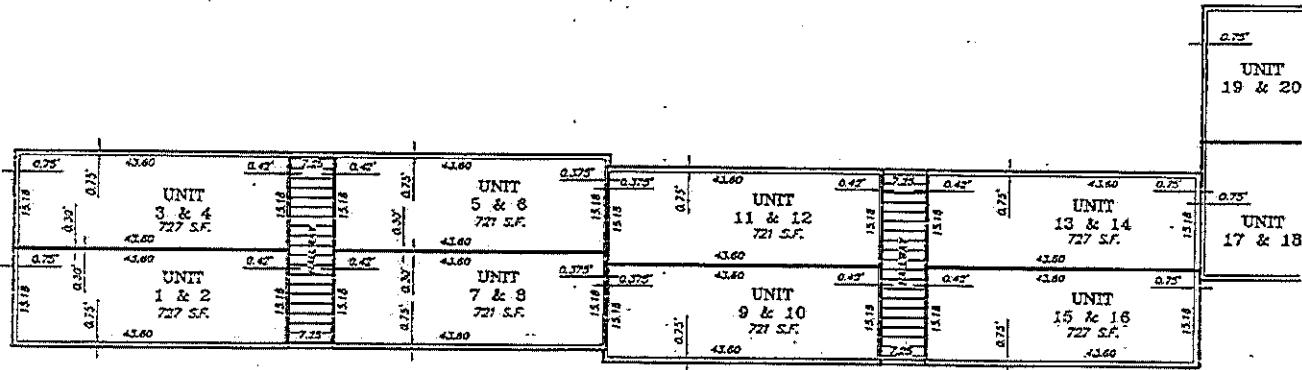 0.75'
UNIT
19 & 20
0.75'
UNIT
17 & 18
0.75'
43.60
0.42'
7.25
0.42'
43.60
0.375'
15.18
0.75'
UNIT
3 & 4
727 S.F.
15.18
15.18
0.75'
UNIT
5 & 6
721 S.F.
15.18
0.30'
43.60
0.30'
43.60
0.75'
43.60
0.42'
HALLWAY
0.42'
43.60
0.375'
15.18
0.30'
UNIT
1 & 2
727 S.F.
15.18
15.18
0.30'
UNIT
7 & 8
721 S.F.
15.18
0.75'
43.60
7.25
0.75'
43.60
0.375'
43.60
0.42'
7.25
0.42'
43.60
0.75'
15.18
0.75'
UNIT
11 & 12
721 S.F.
15.18
15.18
0.75'
UNIT
13 & 14
727 S.F.
15.18
43.60
43.60
0.375'
43.60
0.42'
HALLWAY
0.42'
43.60
0.75'
15.18
UNIT
9 & 10
721 S.F.
15.18
15.18
UNIT
15 & 16
727 S.F.
15.18
0.75'
43.60
7.25
0.75'
43.60